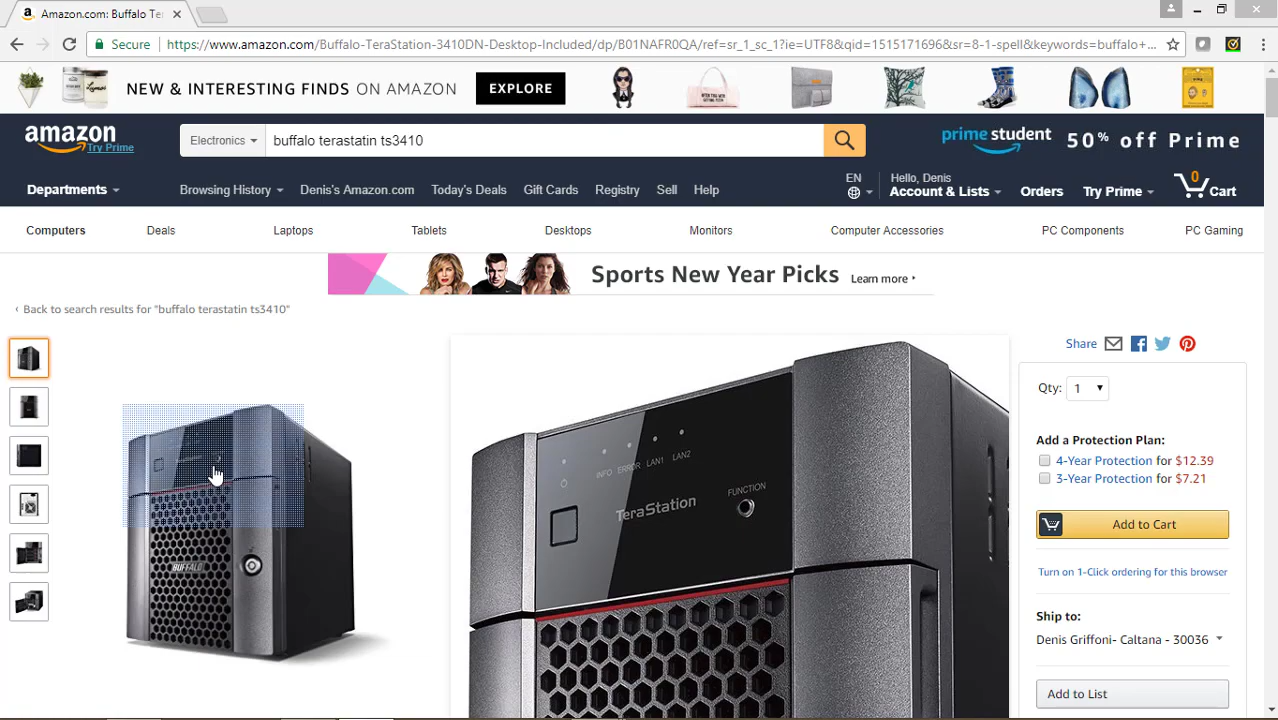 Amazon.com: Buffalo Te
Secure
https://www.amazon.com/Buffalo-TeraStation-3410DN-Desktop-Included/dp/B01NAFR0QA/ref=sr_1_sc_1?ie=UTF8&qid=1515171696&sr=8-1-spell&keywords=buffalo+...
NEW & INTERESTING FINDS ON AMAZON
EXPLORE
amazon
Try Prime
Electronics
buffalo terastatin ts3410
prime student
50% off Prime
Departments
Browsing History
Denis's Amazon.com
Today's Deals
Gift Cards
Registry
Sell
Help
EN
Hello, Denis
Account & Lists
Orders
Try Prime
0
Cart
Computers
Deals
Laptops
Tablets
Desktops
Monitors
Computer Accessories
PC Components
PC Gaming
Sports New Year Picks
Learn more
‹ Back to search results for "buffalo terastatin ts3410"
Share
BUFFALO
INFO ERROR LAN1 LAN2
TeraStation
FUNCTION
Qty: 1
Add a Protection Plan:
4-Year Protection for $12.39
3-Year Protection for $7.21
Add to Cart
Turn on 1-Click ordering for this browser
Ship to:
Denis Griffoni- Caltana - 30036
Add to List